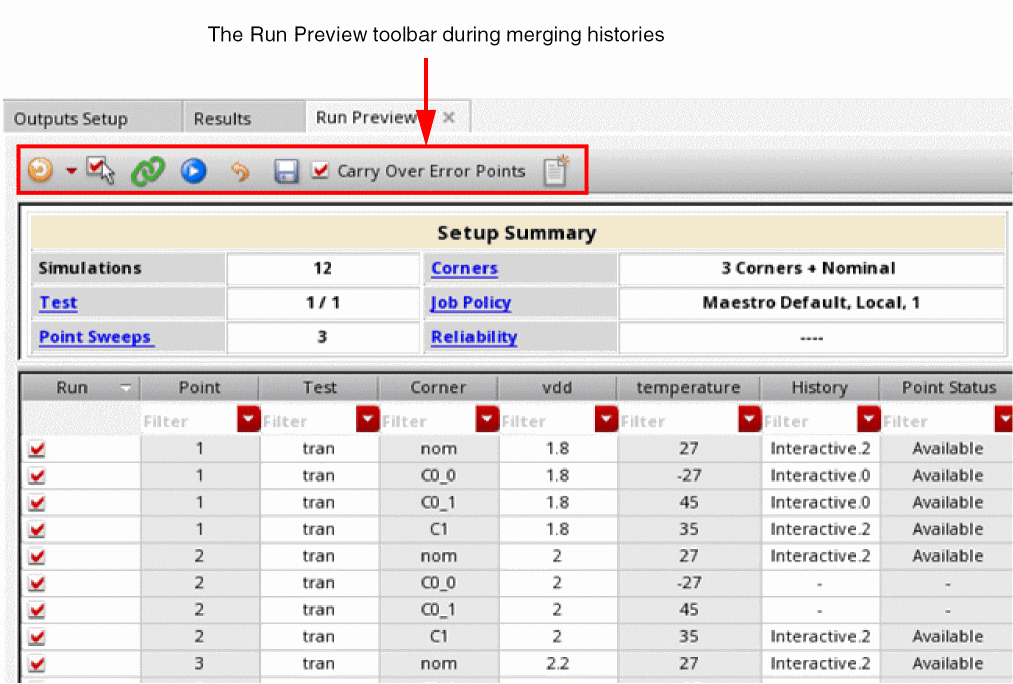 The Run Preview toolbar during merging histories
Outputs Setup Results Run Preview
Carry Over Error Points
Setup Summary
Simulations 12 Corners 3 Corners + Nominal
Test 1 / 1 Job Policy Maestro Default, Local, 1
Point Sweeps 3 Reliability ----
Run Point Test Corner vdd temperature History Point Status
Filter Filter Filter Filter Filter Filter Filter
1 tran nom 1.8 27 Interactive.2 Available
1 tran C0_0 1.8 -27 Interactive.0 Available
1 tran C0_1 1.8 45 Interactive.0 Available
1 tran C1 1.8 35 Interactive.2 Available
2 tran nom 2 27 Interactive.2 Available
2 tran C0_0 2 -27 - -
2 tran C0_1 2 45 - -
2 tran C1 2 35 Interactive.2 Available
3 tran nom 2.2 27 Interactive.2 Available